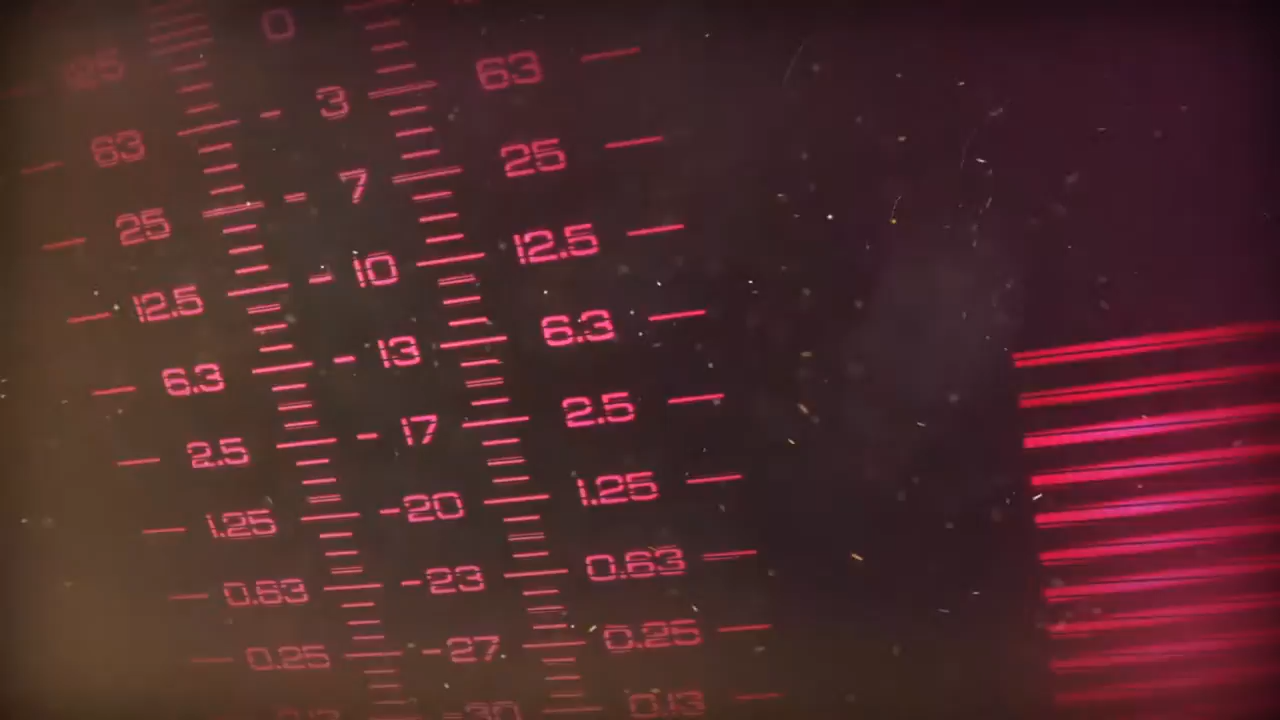 125 0
63 - 3 63
25 - 7 25
12.5 - 10 12.5
6.3 - 13 6.3
2.5 - 17 2.5
1.25 -20 1.25
0.63 -23 0.63
0.25 -27 0.25
-30 0.13